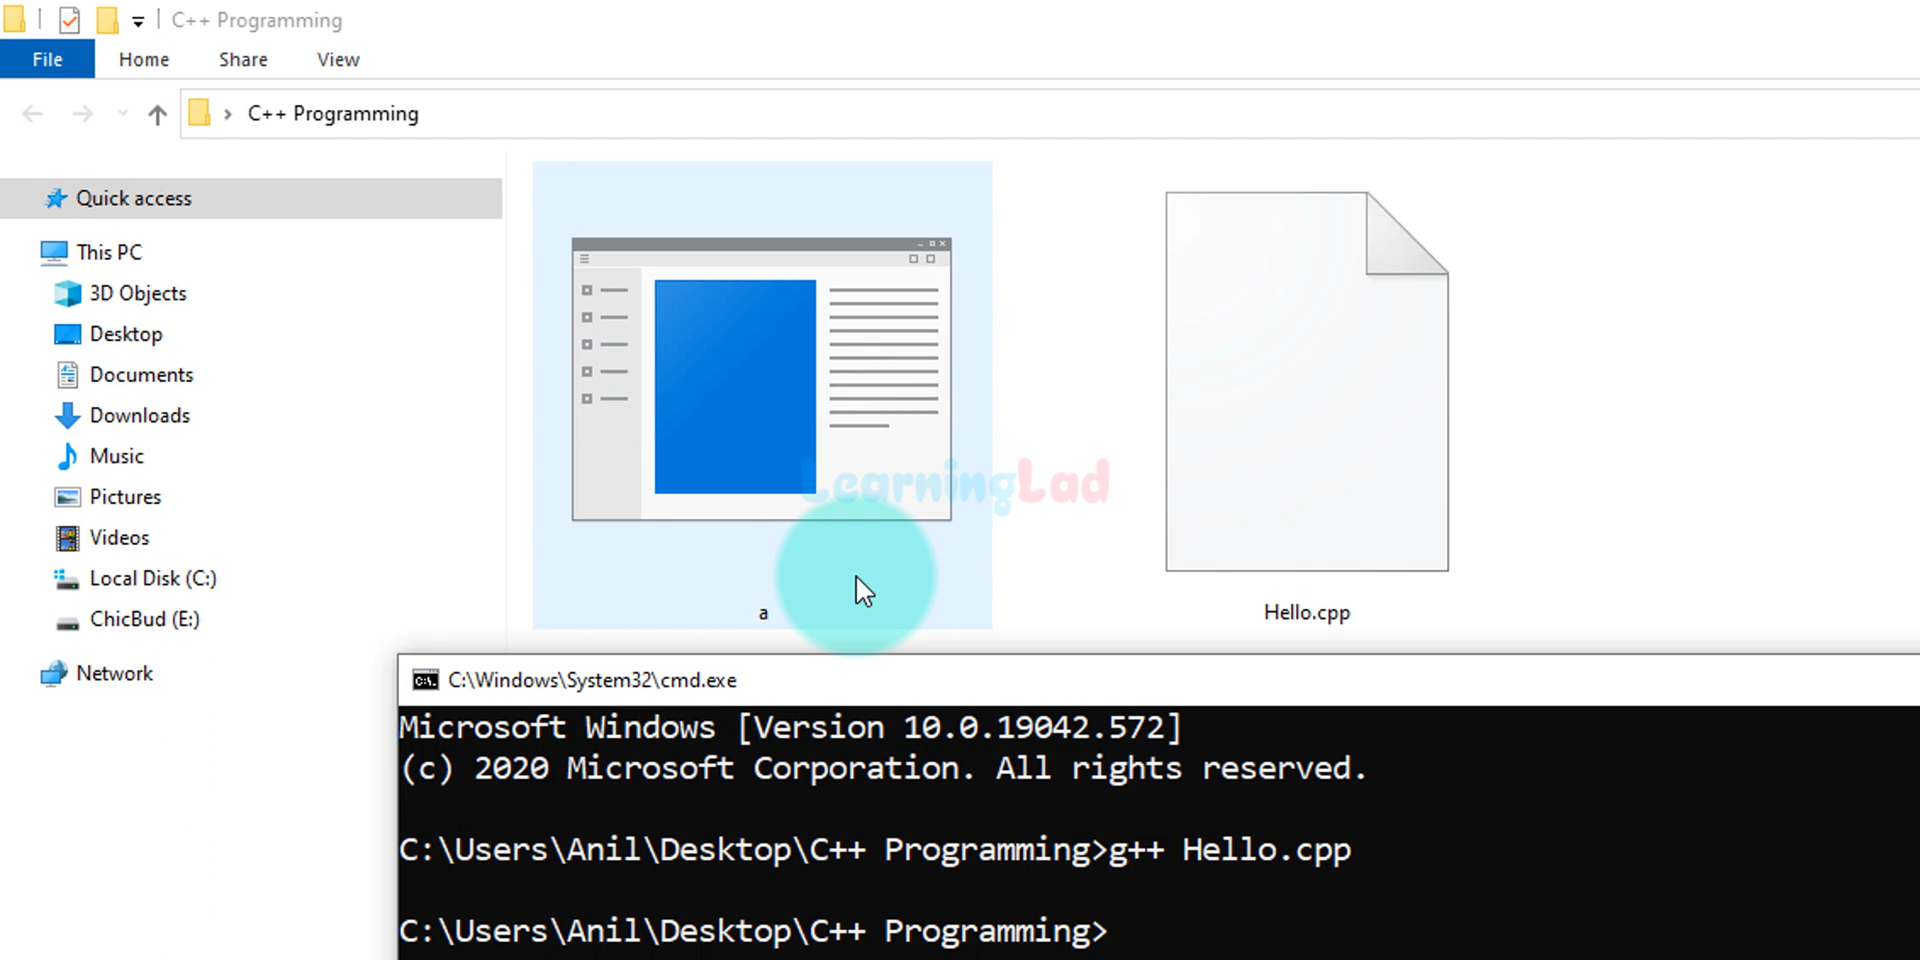 C++ Programming
File Home Share View
C++ Programming
Quick access
This PC
3D Objects
Desktop
Documents
Downloads
Music
Pictures
Videos
Local Disk (C:)
ChicBud (E:)
Network
LearningLad
a
Hello.cpp
C:\Windows\System32\cmd.exe
Microsoft Windows [Version 10.0.19042.572]
(c) 2020 Microsoft Corporation. All rights reserved.
C:\Users\Anil\Desktop\C++ Programming>g++ Hello.cpp
C:\Users\Anil\Desktop\C++ Programming>